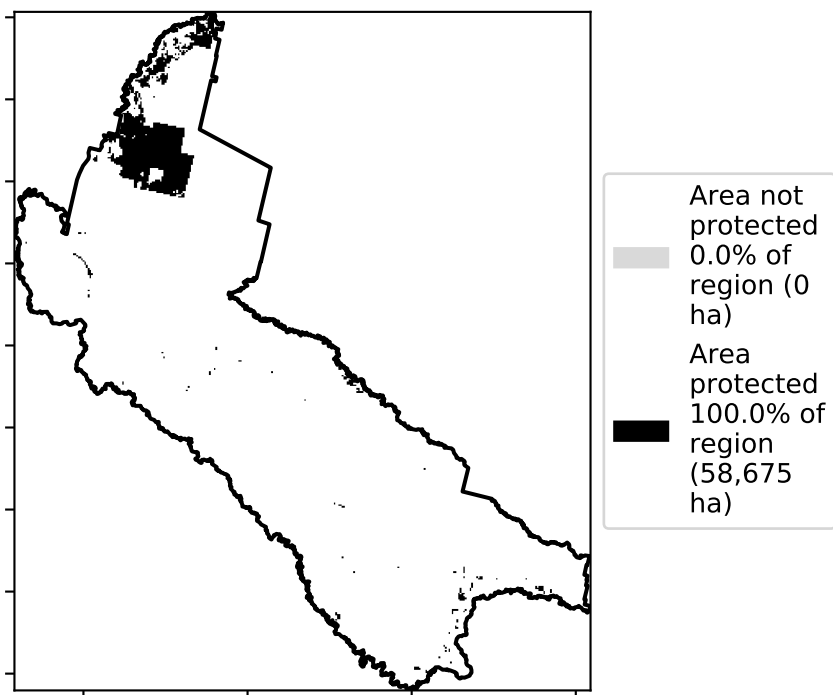 Area not
protected
0.0% of
region (0
ha)
Area
protected
100.0% of
region
(58,675
ha)